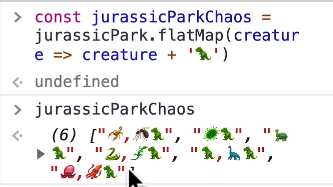 > const jurassicParkChaos =
jurassicPark.flatMap(creatur
e => creature + '🦖')
<· undefined
> jurassicParkChaos
<· (6) ["🦂,🦟🦖", "🦠🦖", "🐢
▶ 🦖", "🐍,🦎🦖", "🦖,🦕🦖",
"🐙,🦞🦖"]